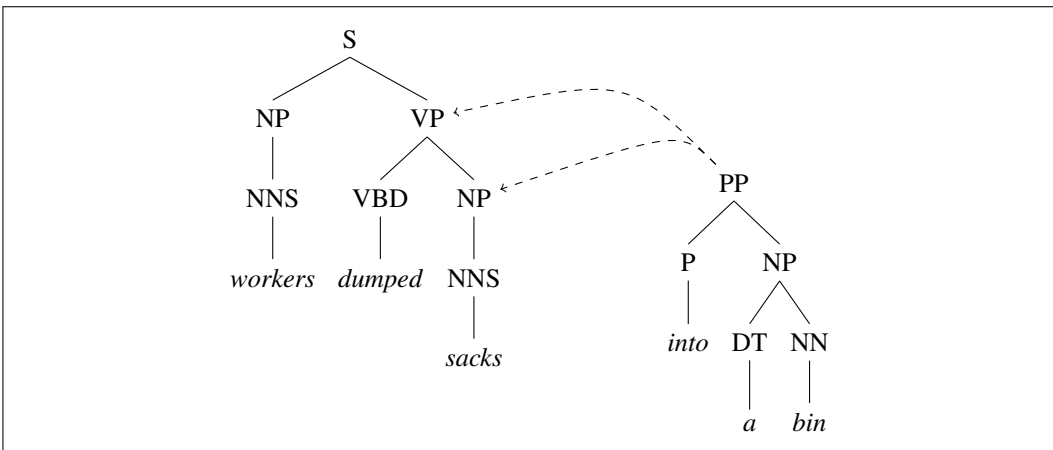 S
NP VP
PP
NNS VBD NP
P NP
workers dumped NNS
into DT NN
sacks
a bin